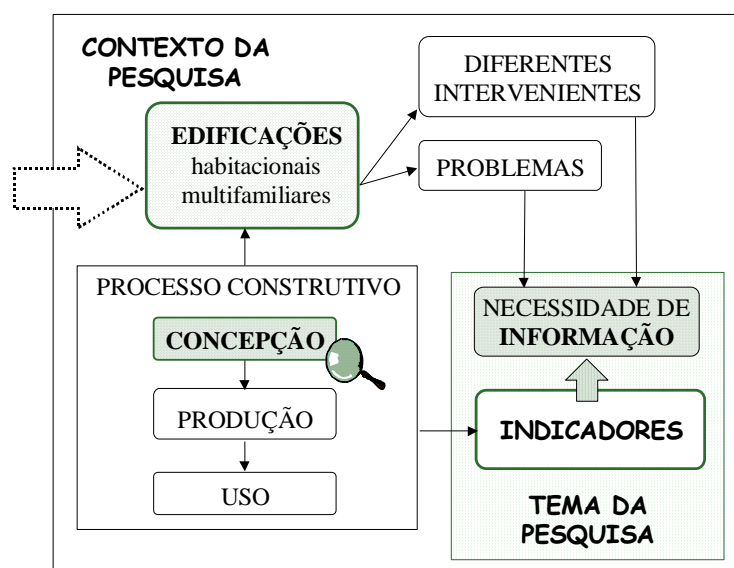 CONTEXTO DA
PESQUISA
DIFERENTES
INTERVENIENTES
EDIFICAÇÕES
habitacionais
multifamiliares
PROBLEMAS
PROCESSO CONSTRUTIVO
CONCEPÇÃO
PRODUÇÃO
USO
NECESSIDADE DE
INFORMAÇÃO
INDICADORES
TEMA DA
PESQUISA